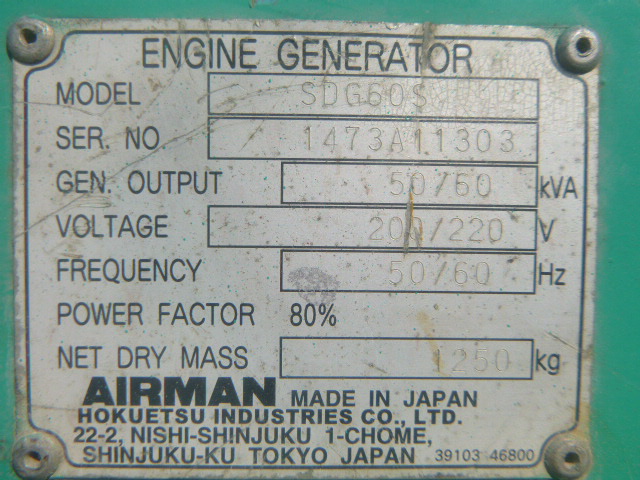 ENGINE GENERATOR
MODEL SDG60S
SER. NO. 1473A11303
GEN. OUTPUT 50/60 kVA
VOLTAGE 200/220 V
FREQUENCY 50/60 Hz
POWER FACTOR 80%
NET DRY MASS 1250 kg
AIRMAN MADE IN JAPAN
HOKUETSU INDUSTRIES CO., LTD.
22-2, NISHI-SHINJUKU 1-CHOME,
SHINJUKU-KU TOKYO JAPAN 39103 46800